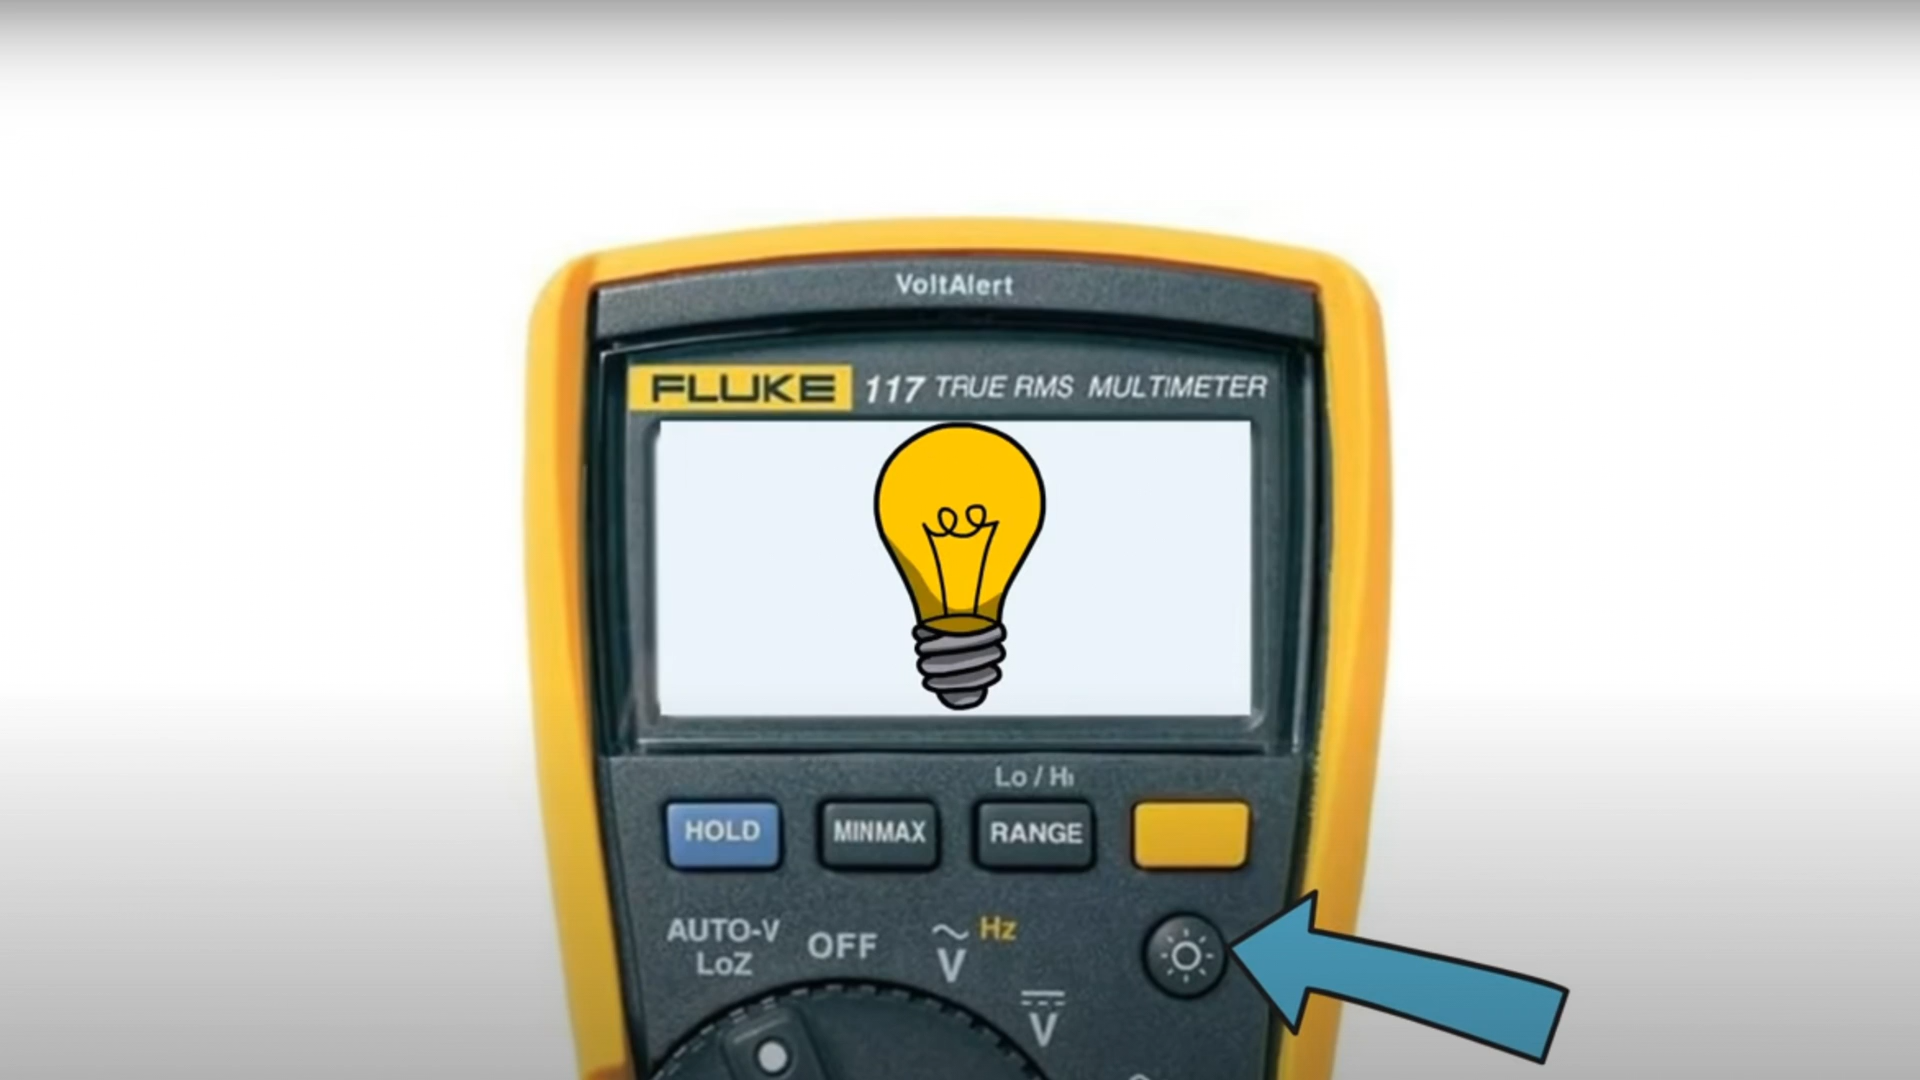 VoltAlert
FLUKE 117 TRUE RMS MULTIMETER
Lo / Hi
HOLD MINMAX RANGE
AUTO-V
LoZ
OFF
Hz
V
V